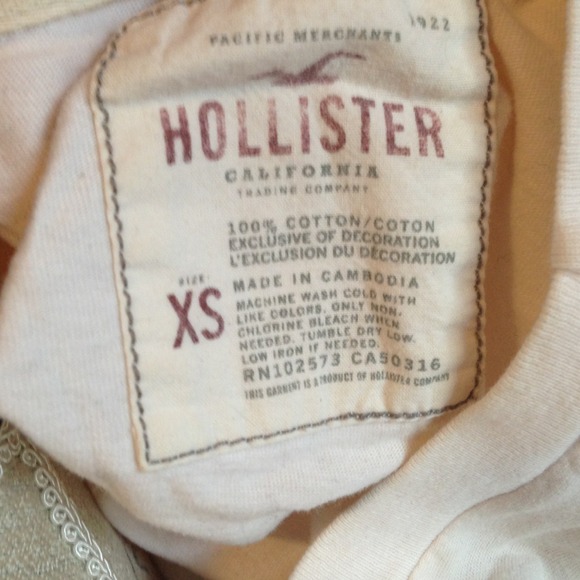 1922
PACIFIC MERCHANTS
HOLLISTER
CALIFORNIA
TRADING COMPANY
100% COTTON/COTON
EXCLUSIVE OF DECORATION
L'EXCLUSION DU DÉCORATION
SIZE:
XS
MADE IN CAMBODIA
MACHINE WASH COLD WITH
LIKE COLORS. ONLY NON-
CHLORINE BLEACH WHEN
NEEDED. TUMBLE DRY LOW.
LOW IRON IF NEEDED.
RN102573 CA50316
THIS GARMENT IS A PRODUCT OF HOLLISTER COMPANY